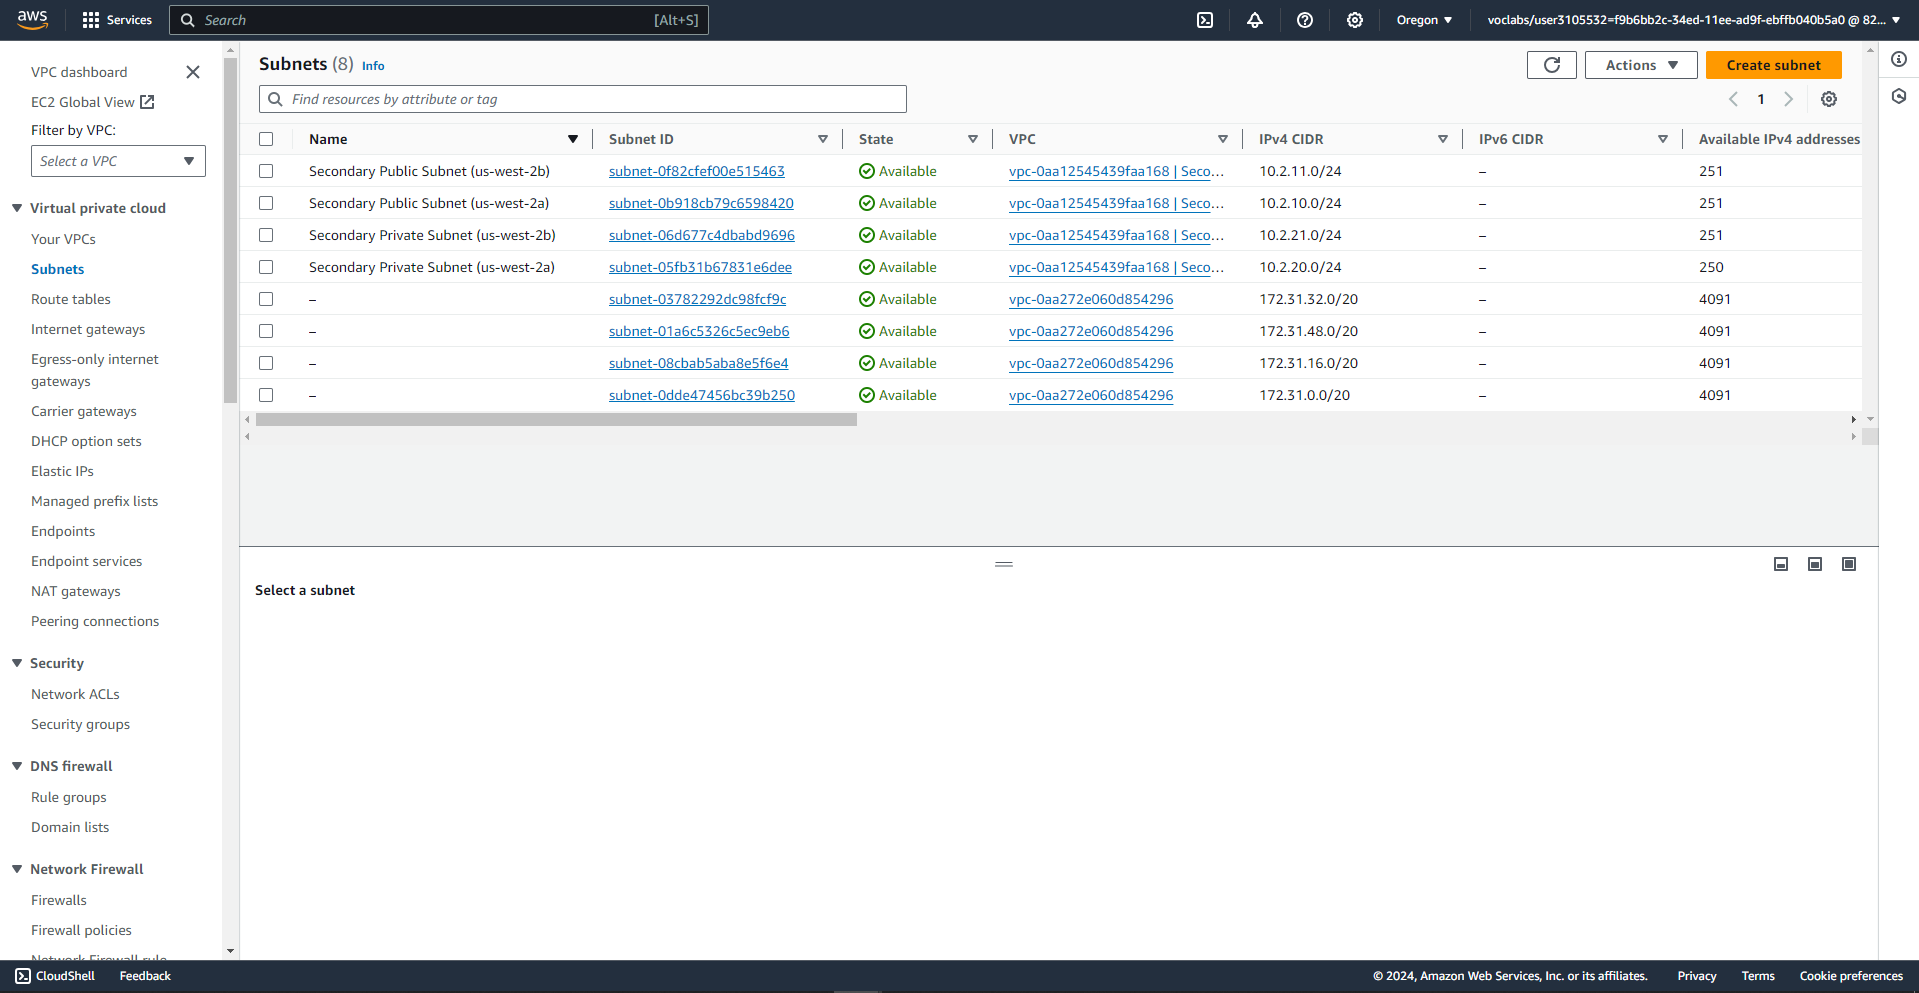 aws Services Search [Alt+S] Oregon voclabs/user3105532=f9b6bb2c-34ed-11ee-ad9f-ebffb040b5a0 @ 82...
VPC dashboard
EC2 Global View
Filter by VPC:
Select a VPC
Virtual private cloud
Your VPCs
Subnets
Route tables
Internet gateways
Egress-only internet
gateways
Carrier gateways
DHCP option sets
Elastic IPs
Managed prefix lists
Endpoints
Endpoint services
NAT gateways
Peering connections
Security
Network ACLs
Security groups
DNS firewall
Rule groups
Domain lists
Network Firewall
Firewalls
Firewall policies
Network Firewall rule
Subnets (8) Info Actions Create subnet
Find resources by attribute or tag 1
Name Subnet ID State VPC IPv4 CIDR IPv6 CIDR Available IPv4 addresses
Secondary Public Subnet (us-west-2b) subnet-0f82cfef00e515463 Available vpc-0aa12545439faa168 | Seco... 10.2.11.0/24 – 251
Secondary Public Subnet (us-west-2a) subnet-0b918cb79c6598420 Available vpc-0aa12545439faa168 | Seco... 10.2.10.0/24 – 251
Secondary Private Subnet (us-west-2b) subnet-06d677c4dbabd9696 Available vpc-0aa12545439faa168 | Seco... 10.2.21.0/24 – 251
Secondary Private Subnet (us-west-2a) subnet-05fb31b67831e6dee Available vpc-0aa12545439faa168 | Seco... 10.2.20.0/24 – 250
– subnet-03782292dc98fcf9c Available vpc-0aa272e060d854296 172.31.32.0/20 – 4091
– subnet-01a6c5326c5ec9eb6 Available vpc-0aa272e060d854296 172.31.48.0/20 – 4091
– subnet-08cbab5aba8e5f6e4 Available vpc-0aa272e060d854296 172.31.16.0/20 – 4091
– subnet-0dde47456bc39b250 Available vpc-0aa272e060d854296 172.31.0.0/20 – 4091
Select a subnet
CloudShell Feedback © 2024, Amazon Web Services, Inc. or its affiliates. Privacy Terms Cookie preferences